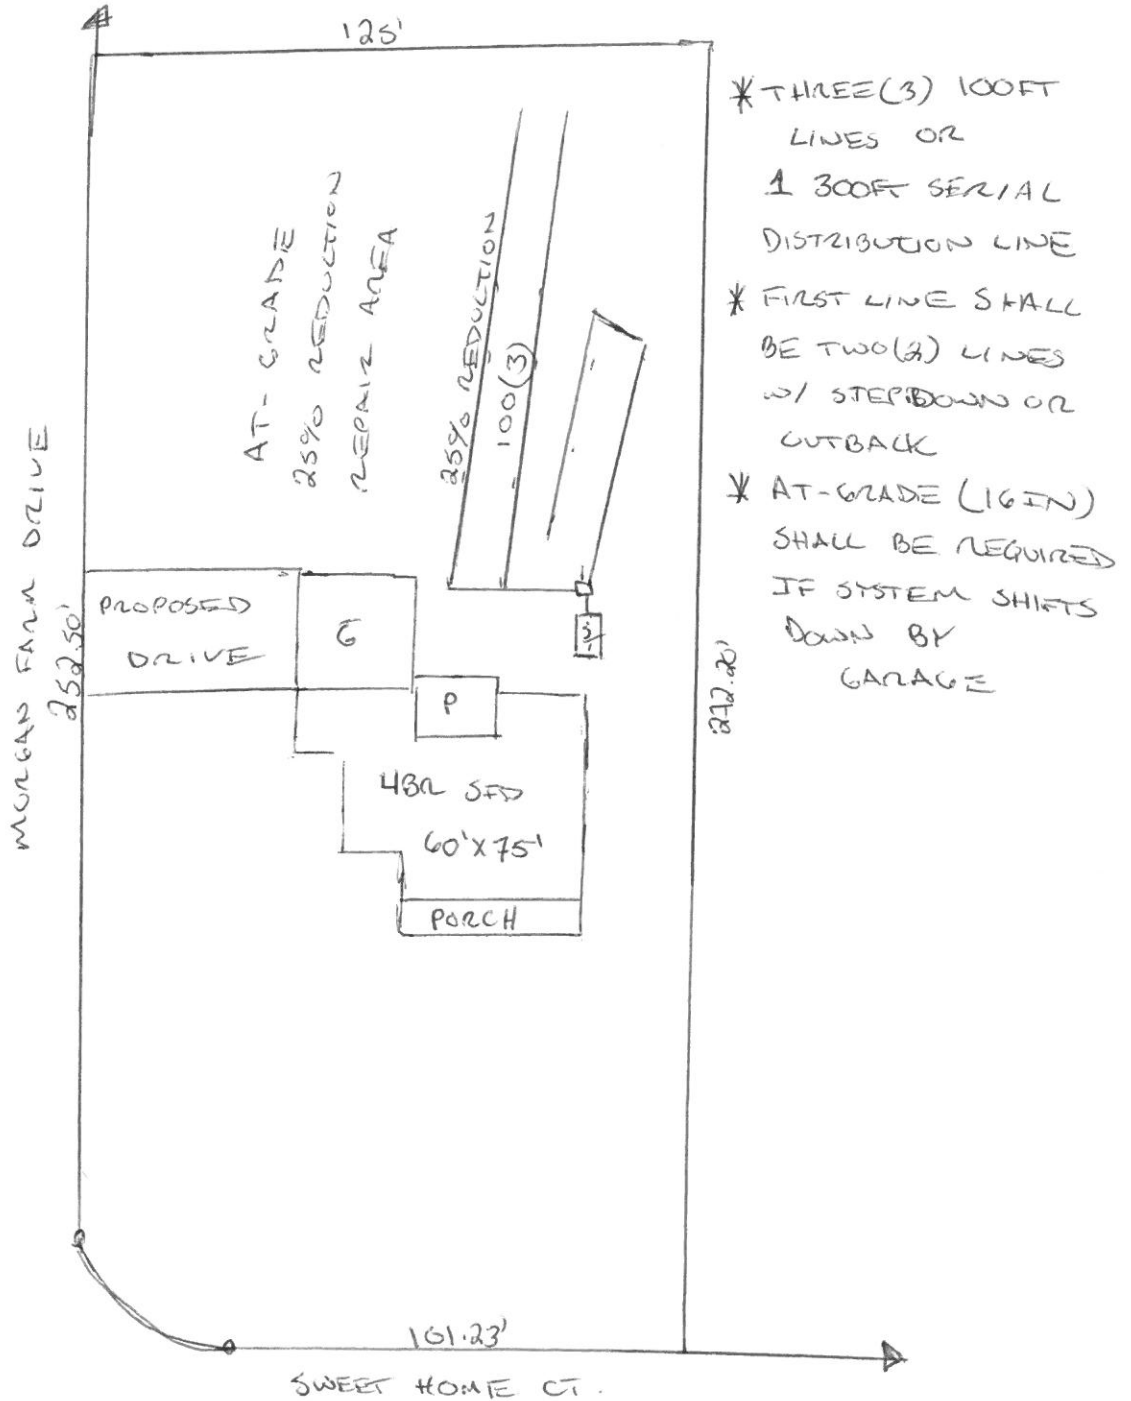 125'
* THREE(3) 100FT
LINES OR
1 300FT SERIAL
DISTRIBUTION LINE
* FIRST LINE SHALL
BE TWO(2) LINES
W/ STEPDOWN OR
CUTBACK
* AT-GRADE (16IN)
SHALL BE REQUIRED
IF SYSTEM SHIFTS
DOWN BY
GARAGE
AT-GRADE
25% REDUCTION
REPAIR AREA
25% REDUCTION
100(3)
MORGAN FARM DRIVE
252.50'
PROPOSED
DRIVE
G
P
272.20'
4BR SFD
60'X75'
PORCH
101.23'
SWEET HOME CT.